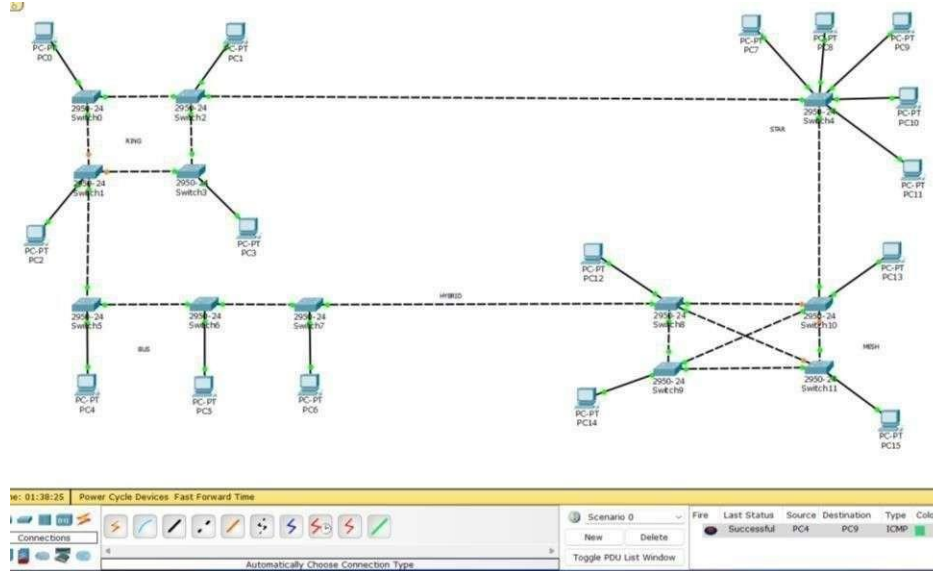 PC-PT
PC0
PC-PT
PC1
PC-PT
PC7
PC-PT
PC8
PC-PT
PC9
2950-24
Switch0
2950-24
Switch2
2950-24
Switch4
PC-PT
PC10
RING
STAR
2950-24
Switch1
2950-24
Switch3
PC-PT
PC11
PC-PT
PC2
PC-PT
PC3
PC-PT
PC12
PC-PT
PC13
HYBRID
2950-24
Switch5
2950-24
Switch6
2950-24
Switch7
2950-24
Switch8
2950-24
Switch10
BUS
MESH
2950-24
Switch9
2950-24
Switch11
PC-PT
PC4
PC-PT
PC5
PC-PT
PC6
PC-PT
PC14
PC-PT
PC15
me: 01:38:25 Power Cycle Devices Fast Forward Time
Connections
Automatically Choose Connection Type
Scenario 0
New Delete
Toggle PDU List Window
Fire Last Status Source Destination Type Colo
Successful PC4 PC9 ICMP